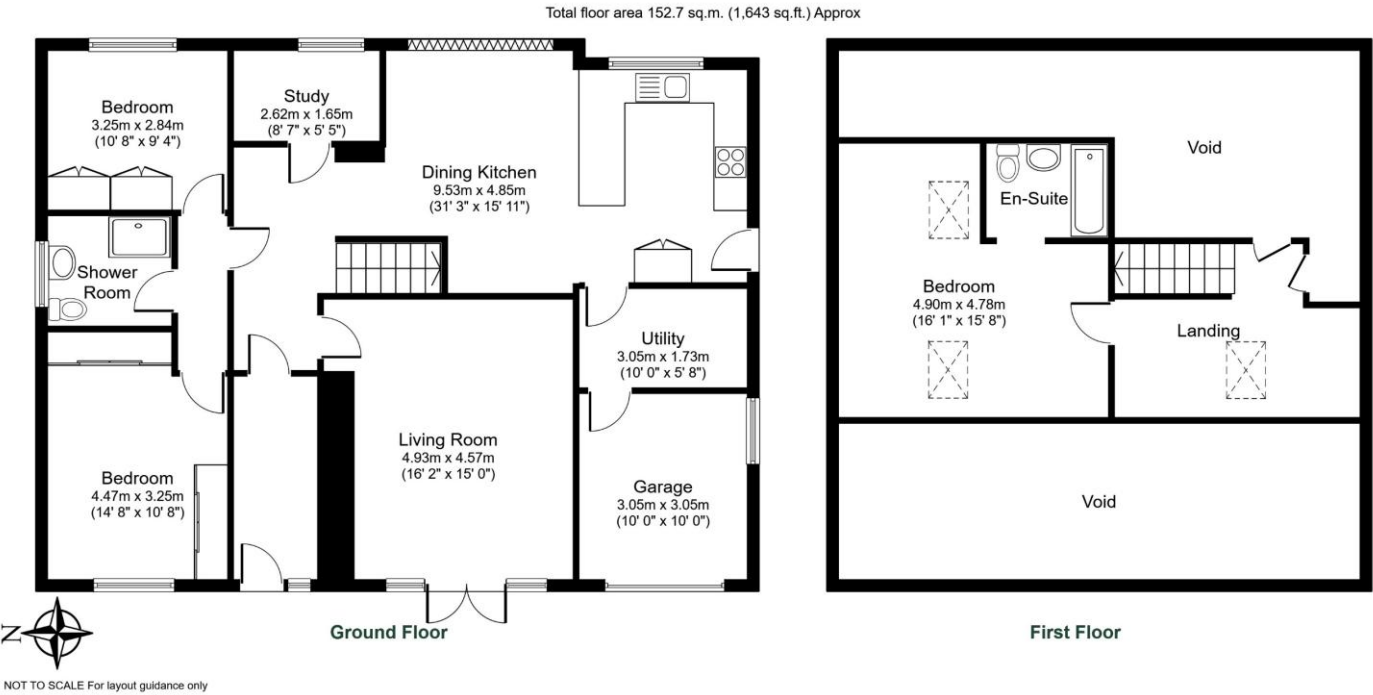 Total floor area 152.7 sq.m. (1,643 sq.ft.) Approx
Bedroom
3.25m x 2.84m
(10' 8" x 9' 4")
Study
2.62m x 1.65m
(8' 7" x 5' 5")
Dining Kitchen
9.53m x 4.85m
(31' 3" x 15' 11")
Shower
Room
Utility
3.05m x 1.73m
(10' 0" x 5' 8")
Living Room
4.93m x 4.57m
(16' 2" x 15' 0")
Bedroom
4.47m x 3.25m
(14' 8" x 10' 8")
Garage
3.05m x 3.05m
(10' 0" x 10' 0")
Ground Floor
Void
En-Suite
Bedroom
4.90m x 4.78m
(16' 1" x 15' 8")
Landing
Void
First Floor
N
NOT TO SCALE For layout guidance only